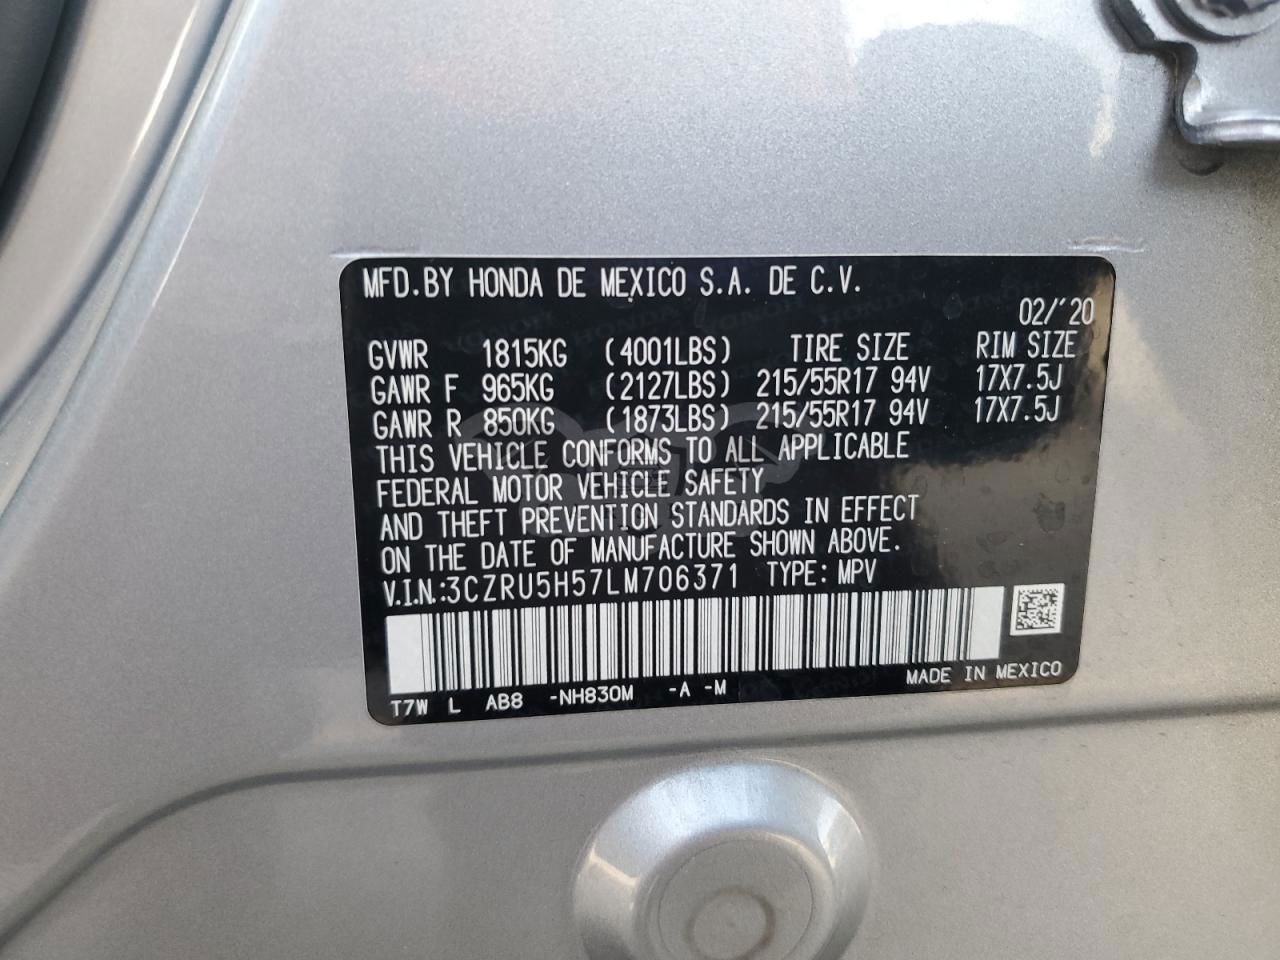 MFD.BY HONDA DE MEXICO S.A. DE C.V.
02/'20
GVWR 1815KG (4001LBS) TIRE SIZE RIM SIZE
GAWR F 965KG (2127LBS) 215/55R17 94V 17X7.5J
GAWR R 850KG (1873LBS) 215/55R17 94V 17X7.5J
THIS VEHICLE CONFORMS TO ALL APPLICABLE
FEDERAL MOTOR VEHICLE SAFETY
AND THEFT PREVENTION STANDARDS IN EFFECT
ON THE DATE OF MANUFACTURE SHOWN ABOVE.
V.I.N.:3CZRU5H57LM706371 TYPE: MPV
MADE IN MEXICO
T7W L AB8 -NH830M -A -M